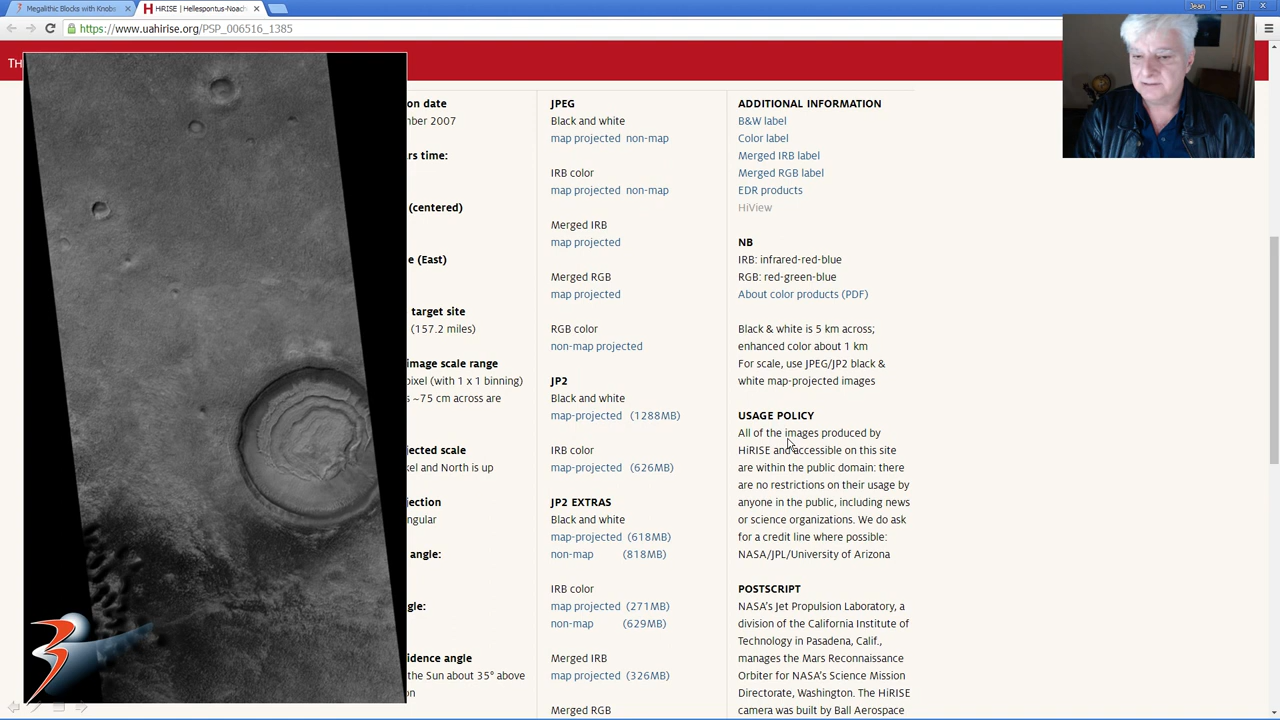 Megalithic Blocks with Knobs
HiRISE | Hellespontus-Noach
Jean
https://www.uahirise.org/PSP_006516_1385
TH
on date
mber 2007
rs time:
(centered)
e (East)
target site
(157.2 miles)
image scale range
pixel (with 1 x 1 binning)
s ~75 cm across are
jected scale
xel and North is up
jection
ngular
angle:
gle:
idence angle
the Sun about 35° above
on
JPEG
Black and white
map projected non-map
IRB color
map projected non-map
Merged IRB
map projected
Merged RGB
map projected
RGB color
non-map projected
JP2
Black and white
map-projected (1288MB)
IRB color
map-projected (626MB)
JP2 EXTRAS
Black and white
map-projected (618MB)
non-map (818MB)
IRB color
map projected (271MB)
non-map (629MB)
Merged IRB
map projected (326MB)
Merged RGB
ADDITIONAL INFORMATION
B&W label
Color label
Merged IRB label
Merged RGB label
EDR products
HiView
NB
IRB: infrared-red-blue
RGB: red-green-blue
About color products (PDF)
Black & white is 5 km across;
enhanced color about 1 km
For scale, use JPEG/JP2 black &
white map-projected images
USAGE POLICY
All of the images produced by
HiRISE and accessible on this site
are within the public domain: there
are no restrictions on their usage by
anyone in the public, including news
or science organizations. We do ask
for a credit line where possible:
NASA/JPL/University of Arizona
POSTSCRIPT
NASA's Jet Propulsion Laboratory, a
division of the California Institute of
Technology in Pasadena, Calif.,
manages the Mars Reconnaissance
Orbiter for NASA's Science Mission
Directorate, Washington. The HiRISE
camera was built by Ball Aerospace